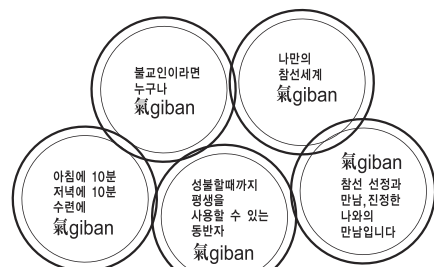 불교인이라면
누구나
氣giban
나만의
참선세계
氣giban
아침에 10분
저녁에 10분
수련에
氣giban
성불할때까지
평생을
사용할 수 있는
동반자
氣giban
氣giban
참선 선정과
만남,진정한
나와의
만남입니다